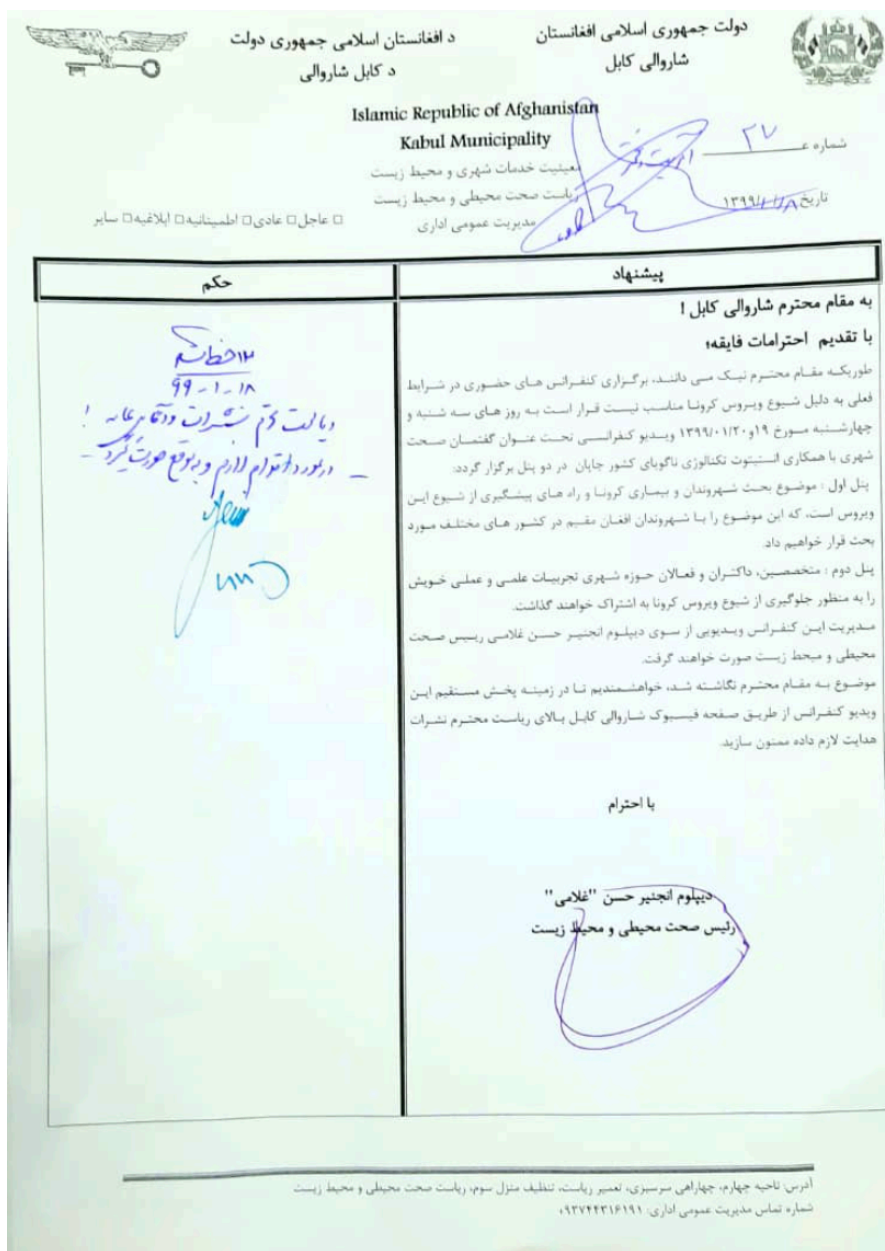 دولت جمهوری اسلامی افغانستان
شاروالی کابل
د افغانستان اسلامی جمهوری دولت
د کابل شاروالی
Islamic Republic of Afghanistan
Kabul Municipality
معینیت خدمات شهری و محیط زیست
ریاست صحت محیطی و محیط زیست
مدیریت عمومی اداری
شماره ۳۷
تاریخ ۱۳۹۹/۱/۱۸
□ عاجل □ عادی □ اطمینانیه □ ابلاغیه □ سایر
پیشنهاد
به مقام محترم شاروالی کابل !
با تقدیم احترامات فایقه؛
طوریکه مقام محترم نیک می دانند، برگزاری کنفرانس های حضوری در شرایط
فعلی به دلیل شیوع ویروس کرونا مناسب نیست قرار است به روز های سه شنبه و
چهارشنبه مورخ ۱۹و۱۳۹۹/۰۱/۲۰ ویدیو کنفرانسی تحت عنوان گفتمان صحت
شهری با همکاری انستیتوت تکنالوژی ناگویای کشور جاپان در دو پنل برگزار گردد:
پنل اول : موضوع بحث شهروندان و بیماری کرونا و راه های پیشگیری از شیوع این
ویروس است، که این موضوع را با شهروندان افغان مقیم در کشور های مختلف مورد
بحث قرار خواهیم داد.
پنل دوم : متخصصین، داکتران و فعالان حوزه شهری تجربیات علمی و عملی خویش
را به منظور جلوگیری از شیوع ویروس کرونا به اشتراک خواهند گذاشت.
مدیریت این کنفرانس ویدیویی از سوی دیپلوم انجنیر حسن غلامی رییس صحت
محیطی و میحط زیست صورت خواهند گرفت.
موضوع به مقام محترم نگاشته شد، خواهشمندیم تا در زمینه پخش مستقیم این
ویدیو کنفرانس از طریق صفحه فیسبوک شاروالی کابل بالای ریاست محترم نشرات
هدایت لازم داده ممنون سازید.
با احترام
دیپلوم انجنیر حسن "غلامی"
رئیس صحت محیطی و محیط زیست
حکم
ملاحظه شد
۹۹-۱-۱۸
ریاست محترم نشرات و
در مورد اقدام لازم و به موقع صورت گیرد
آدرس: ناحیه چهارم، چهاراهی سرسبزی، تعمیر ریاست، تنظیف منزل سوم، ریاست صحت محیطی و محیط زیست
شماره تماس مدیریت عمومی اداری: ۰۹۳۷۴۴۳۱۶۱۹۱